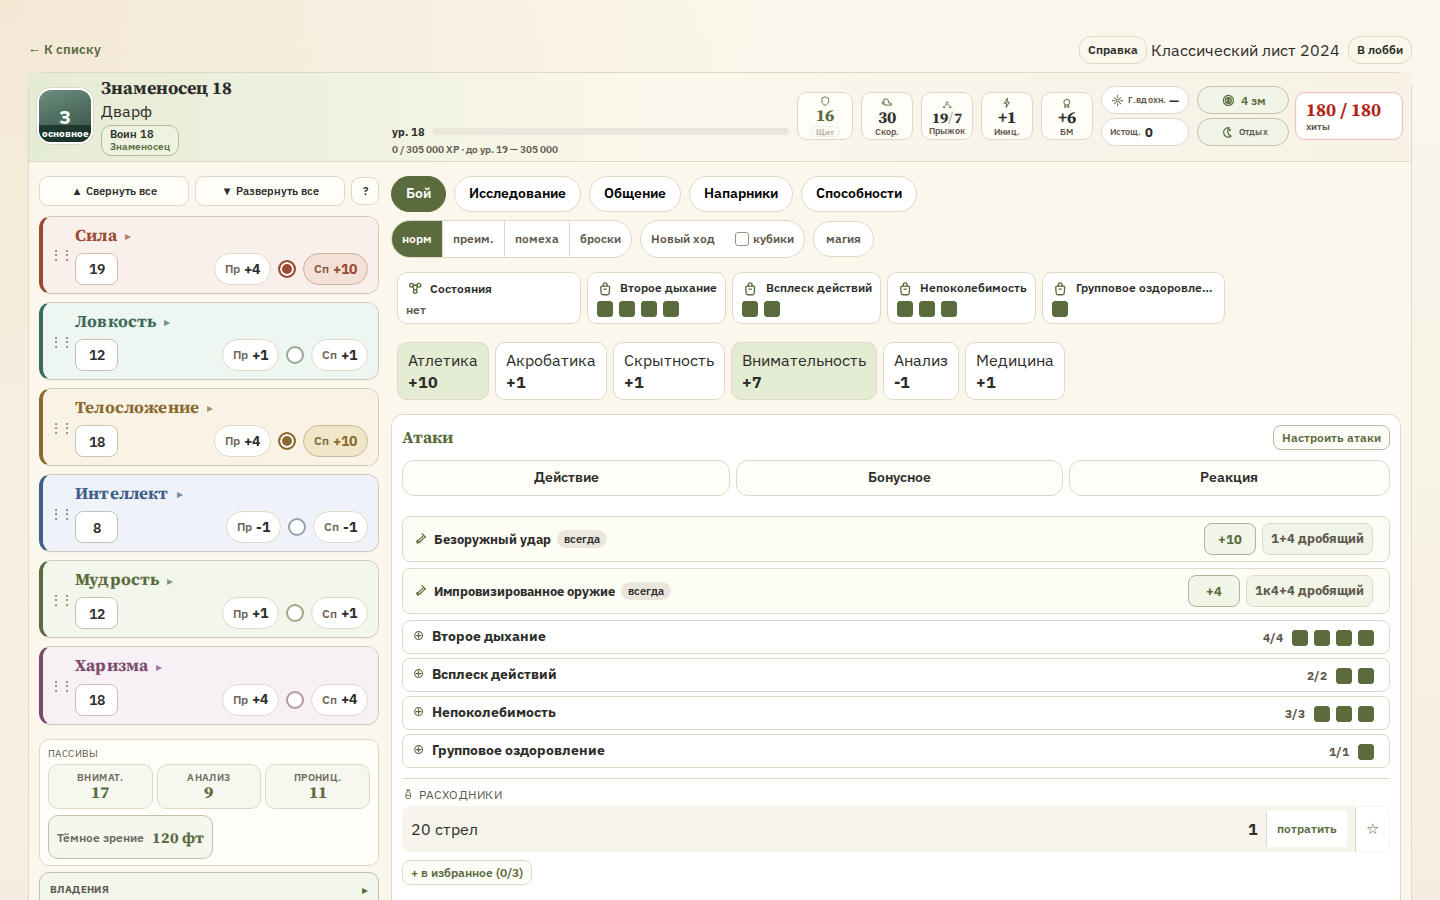 ← К списку
Справка
Классический лист 2024
В лобби
З
основное
Знаменосец 18
Дварф
Воин 18
Знаменосец
ур. 18
0 / 305 000 XP · до ур. 19 — 305 000
16
Щит
30
Скор.
19/7
Прыжок
+1
Иниц.
+6
БМ
Г.вдохн. —
Истощ. 0
4 зм
Отдых
180 / 180
хиты
▲ Свернуть все
▼ Развернуть все
?
Сила ▸
19
Пр +4
Сп +10
Ловкость ▸
12
Пр +1
Сп +1
Телосложение ▸
18
Пр +4
Сп +10
Интеллект ▸
8
Пр -1
Сп -1
Мудрость ▸
12
Пр +1
Сп +1
Харизма ▸
18
Пр +4
Сп +4
ПАССИВЫ
ВНИМАТ.
17
АНАЛИЗ
9
ПРОНИЦ.
11
Тёмное зрение 120 фт
ВЛАДЕНИЯ ▸
Бой
Исследование
Общение
Напарники
Способности
норм
преим.
помеха
броски
Новый ход
кубики
магия
Состояния
нет
Второе дыхание
Всплеск действий
Непоколебимость
Групповое оздоровле...
Атлетика
+10
Акробатика
+1
Скрытность
+1
Внимательность
+7
Анализ
-1
Медицина
+1
Атаки
Настроить атаки
Действие
Бонусное
Реакция
Безоружный удар всегда
+10
1+4 дробящий
Импровизированное оружие всегда
+4
1к4+4 дробящий
Второе дыхание
4/4
Всплеск действий
2/2
Непоколебимость
3/3
Групповое оздоровление
1/1
РАСХОДНИКИ
20 стрел
1
потратить
☆
+ в избранное (0/3)